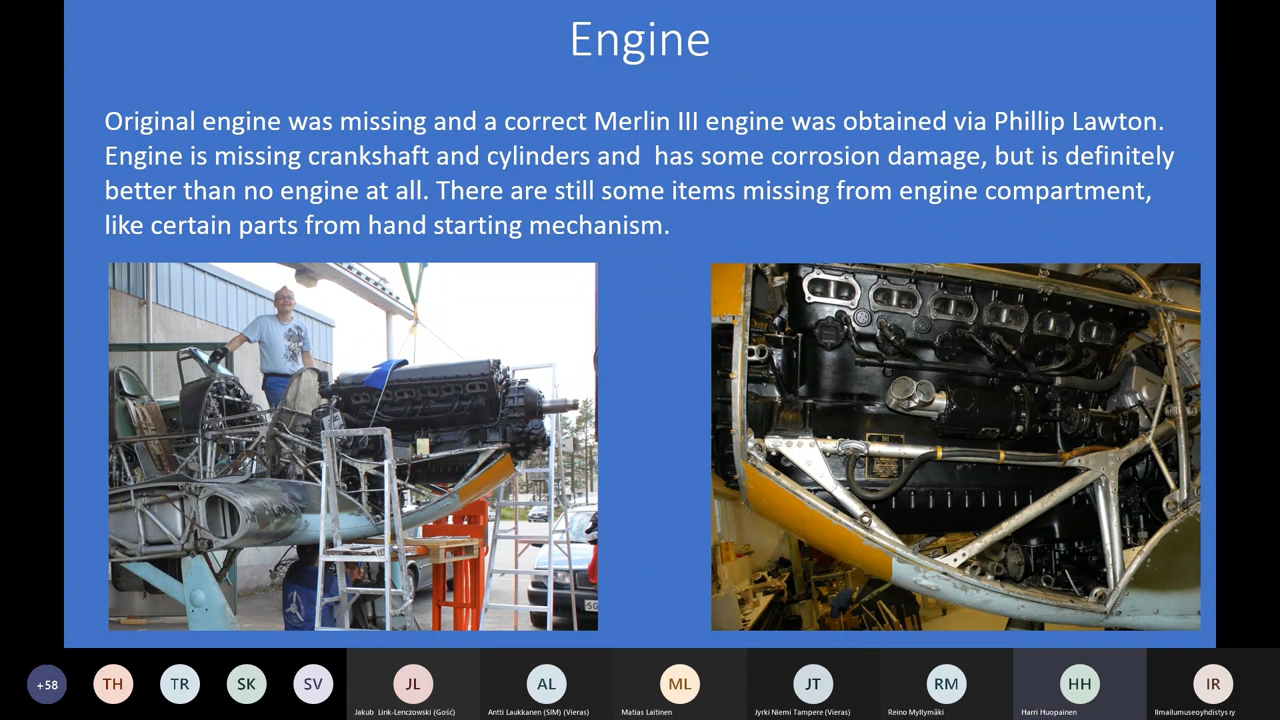 Engine
Original engine was missing and a correct Merlin III engine was obtained via Phillip Lawton.
Engine is missing crankshaft and cylinders and  has some corrosion damage, but is definitely
better than no engine at all. There are still some items missing from engine compartment,
like certain parts from hand starting mechanism.
+58
TH
TR
SK
SV
JL
AL
ML
JT
RM
HH
IR
Jakub Link-Lenczowski (Gość)
Antti Laukkanen (SIM) (Vieras)
Matias Laitinen
Jyrki Niemi Tampere (Vieras)
Reino Myllymäki
Harri Huopainen
Ilmailumuseoyhdistys ry